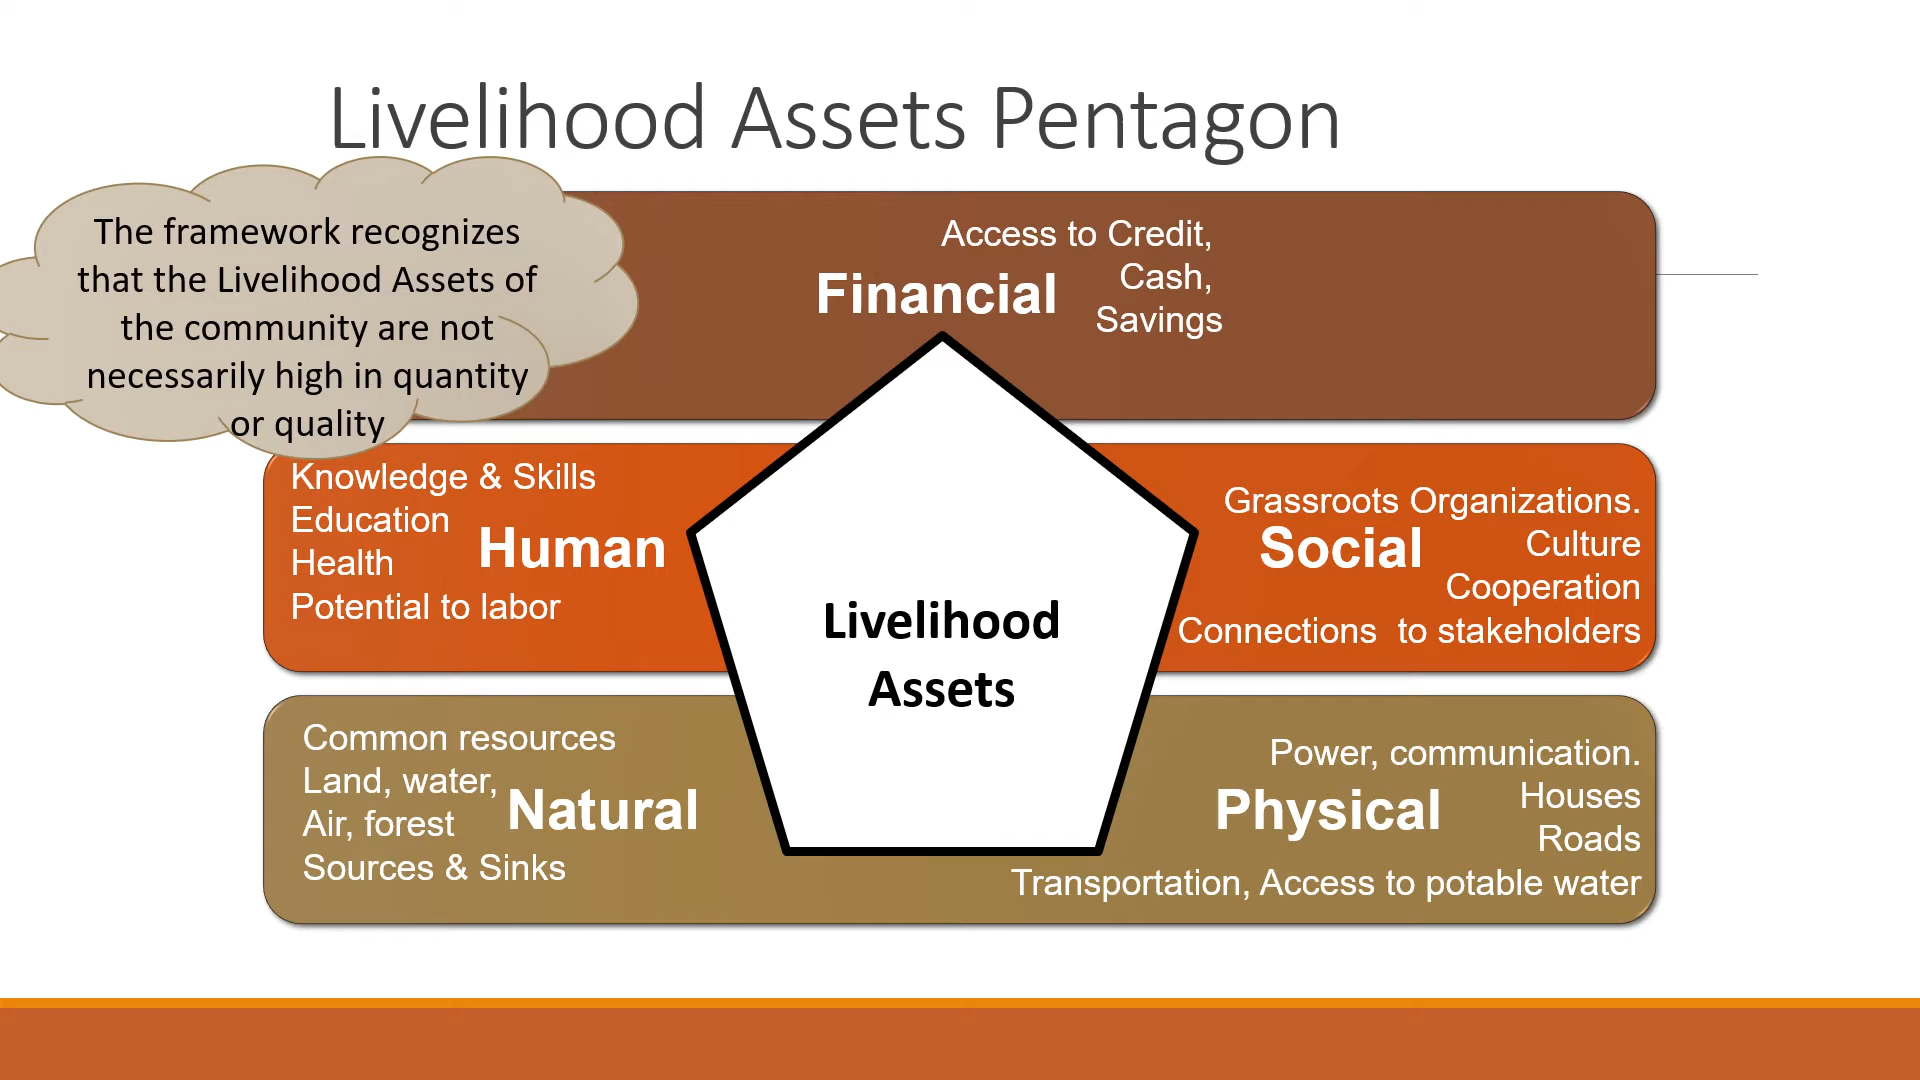 Livelihood Assets Pentagon
The framework recognizes
that the Livelihood Assets of
the community are not
necessarily high in quantity
or quality
Access to Credit,
Cash,
Savings
Financial
Knowledge & Skills
Education
Health
Potential to labor
Human
Livelihood
Assets
Grassroots Organizations.
Culture
Cooperation
Connections  to stakeholders
Social
Common resources
Land, water,
Air, forest
Sources & Sinks
Natural
Power, communication.
Houses
Roads
Transportation, Access to potable water
Physical